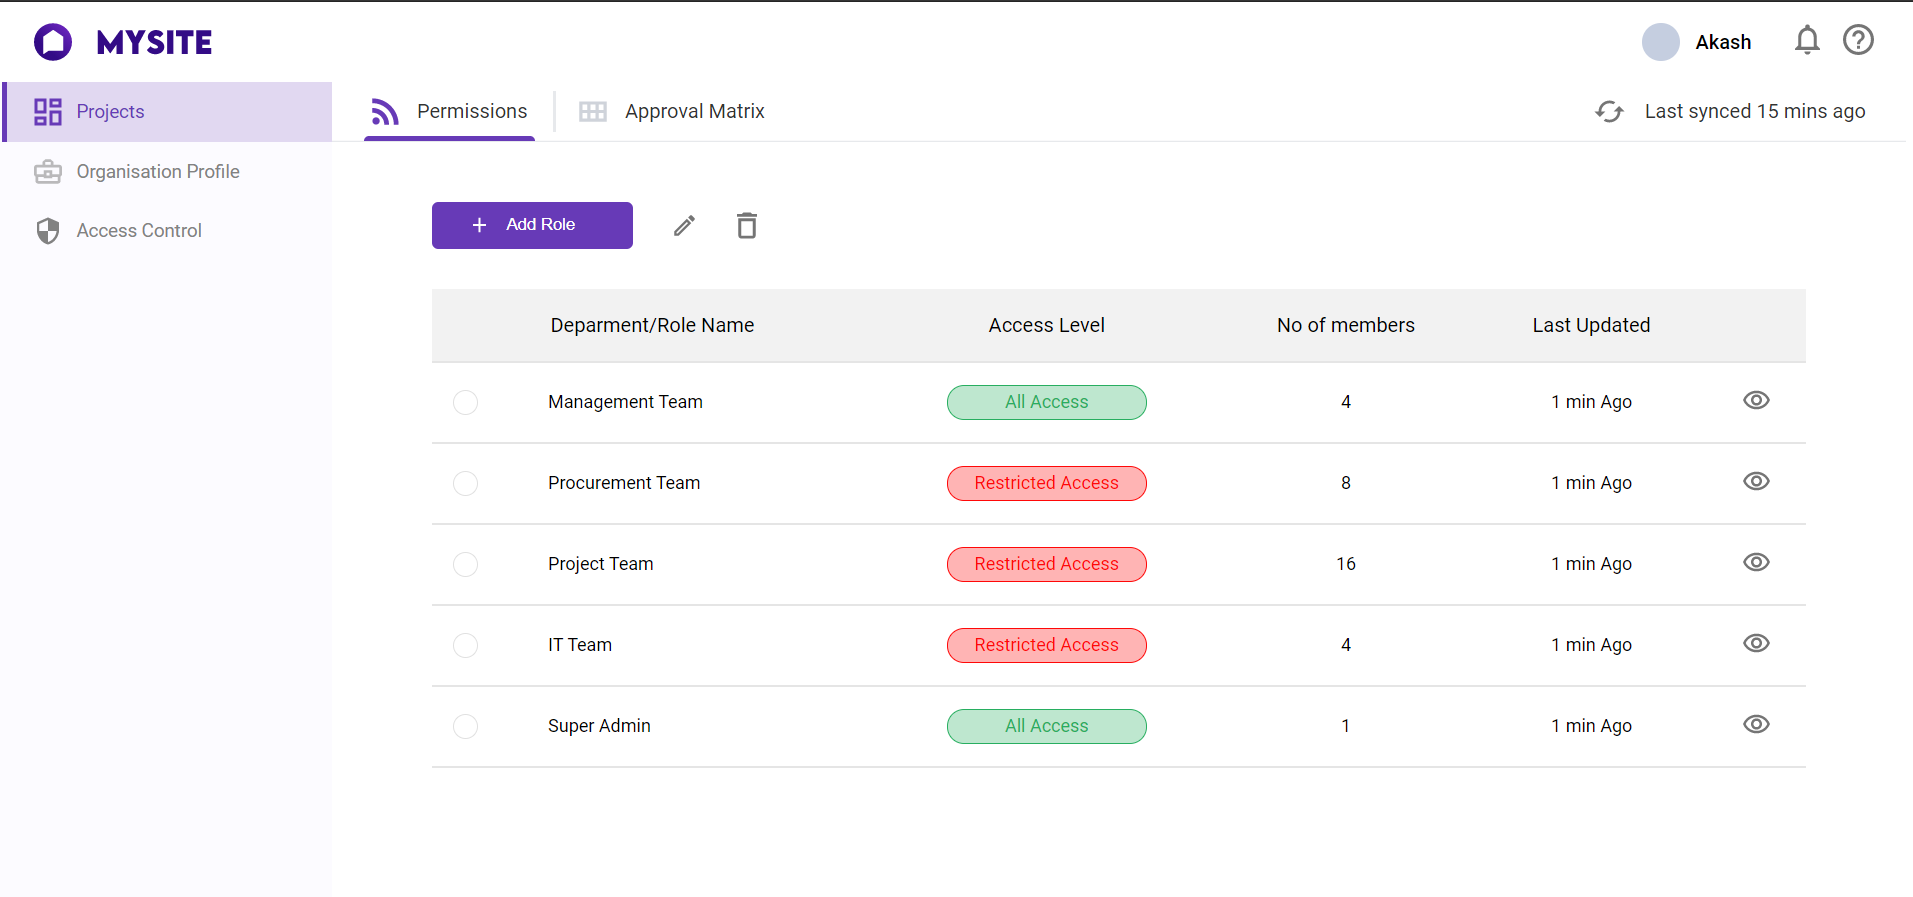 MYSITE
Akash
Projects
Permissions
Approval Matrix
Last synced 15 mins ago
Organisation Profile
Access Control
+ Add Role
Deparment/Role Name Access Level No of members Last Updated
Management Team All Access 4 1 min Ago
Procurement Team Restricted Access 8 1 min Ago
Project Team Restricted Access 16 1 min Ago
IT Team Restricted Access 4 1 min Ago
Super Admin All Access 1 1 min Ago